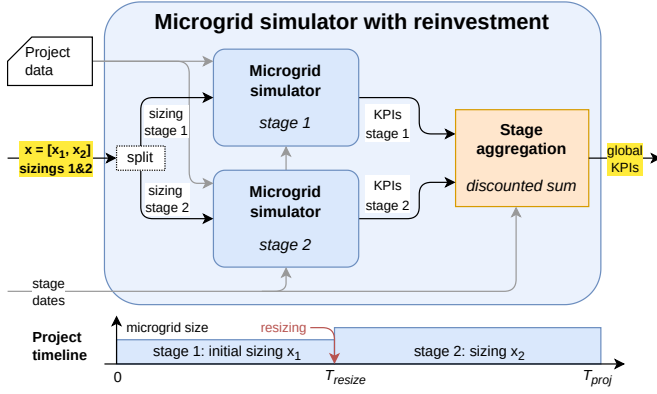 Microgrid simulator with reinvestment
Project
data
Microgrid
simulator
stage 1
sizing
stage 1
KPIs
stage 1
x = [x₁, x₂]
sizings 1&2
split
Stage
aggregation
discounted sum
global
KPIs
sizing
stage 2
Microgrid
simulator
stage 2
KPIs
stage 2
stage
dates
Project
timeline
microgrid size
resizing
stage 1: initial sizing x₁
stage 2: sizing x₂
0
T_resize
T_proj